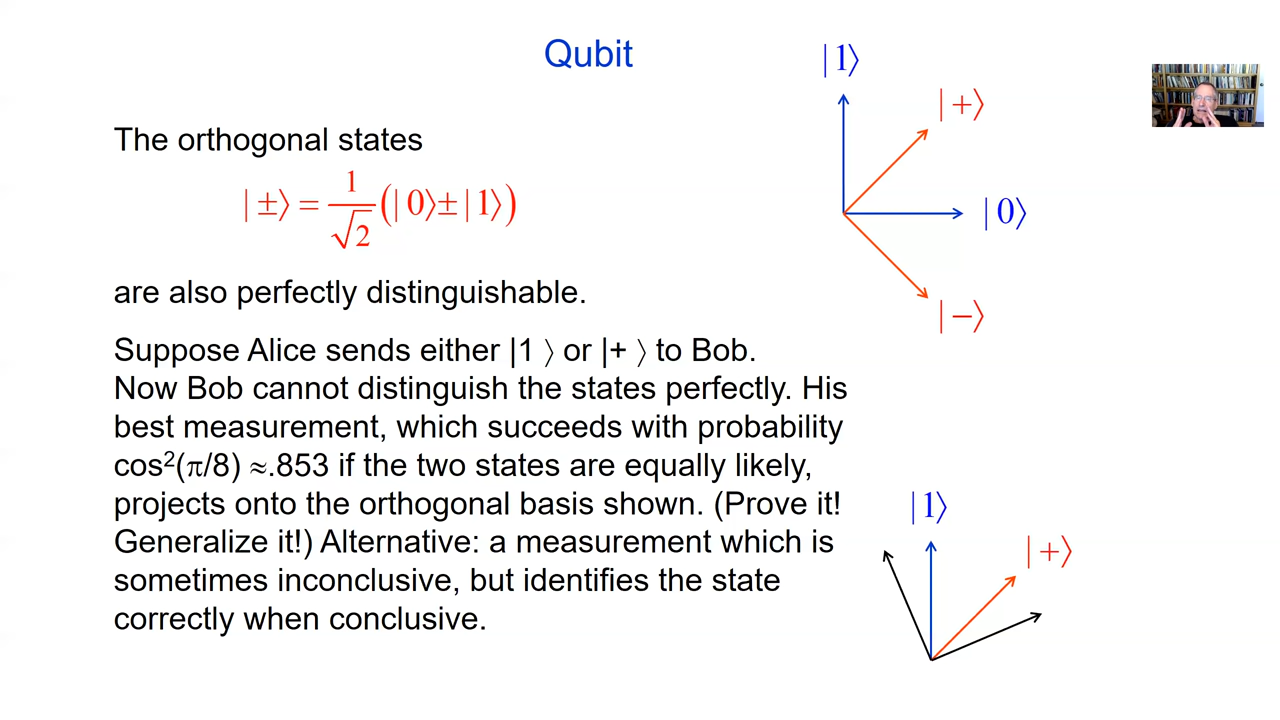 Qubit
The orthogonal states
|±⟩ = 1/√2 (|0⟩±|1⟩)
are also perfectly distinguishable.
Suppose Alice sends either |1 ⟩ or |+ ⟩ to Bob.
Now Bob cannot distinguish the states perfectly. His
best measurement, which succeeds with probability
cos²(π/8) ≈.853 if the two states are equally likely,
projects onto the orthogonal basis shown. (Prove it!
Generalize it!) Alternative: a measurement which is
sometimes inconclusive, but identifies the state
correctly when conclusive.
|1⟩
|+⟩
|0⟩
|−⟩
|1⟩
|+⟩